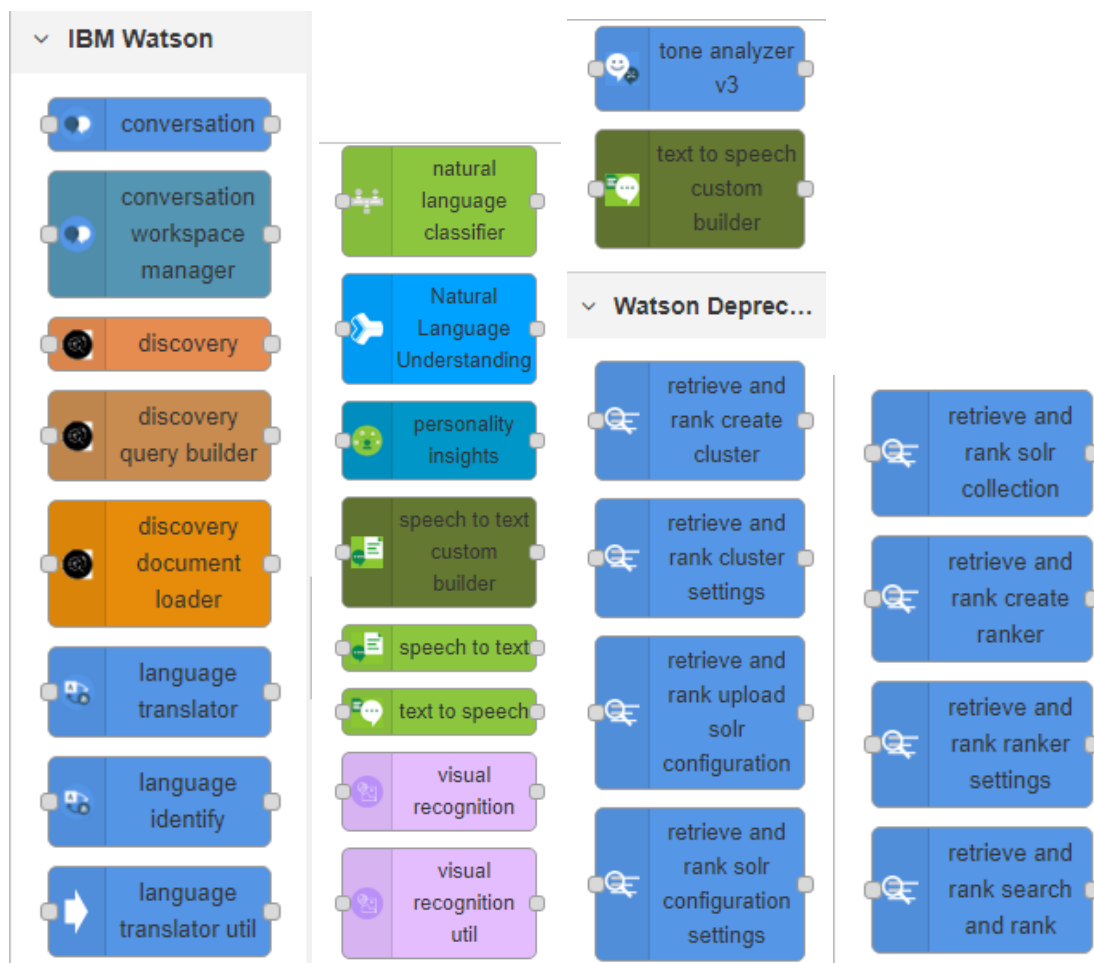 IBM Watson
conversation
conversation
workspace
manager
discovery
discovery
query builder
discovery
document
loader
language
translator
language
identify
language
translator util
natural
language
classifier
Natural
Language
Understanding
personality
insights
speech to text
custom
builder
speech to text
text to speech
visual
recognition
visual
recognition
util
tone analyzer
v3
text to speech
custom
builder
Watson Deprec...
retrieve and
rank create
cluster
retrieve and
rank cluster
settings
retrieve and
rank upload
solr
configuration
retrieve and
rank solr
configuration
settings
retrieve and
rank solr
collection
retrieve and
rank create
ranker
retrieve and
rank ranker
settings
retrieve and
rank search
and rank